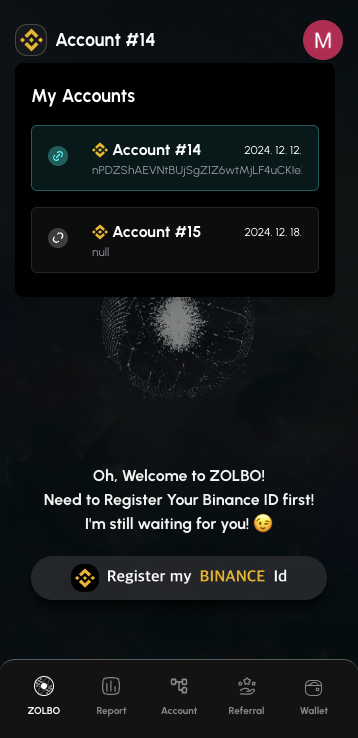 Account #14
M
My Accounts
Account #14
2024. 12. 12.
nPDZShAEVNtBUjSgZ1Z6wtMjLF4uCKIe
Account #15
2024. 12. 18.
null
Oh, Welcome to ZOLBO!
Need to Register Your Binance ID first!
I'm still waiting for you! 😉
Register my BINANCE Id
ZOLBO
Report
Account
Referral
Wallet